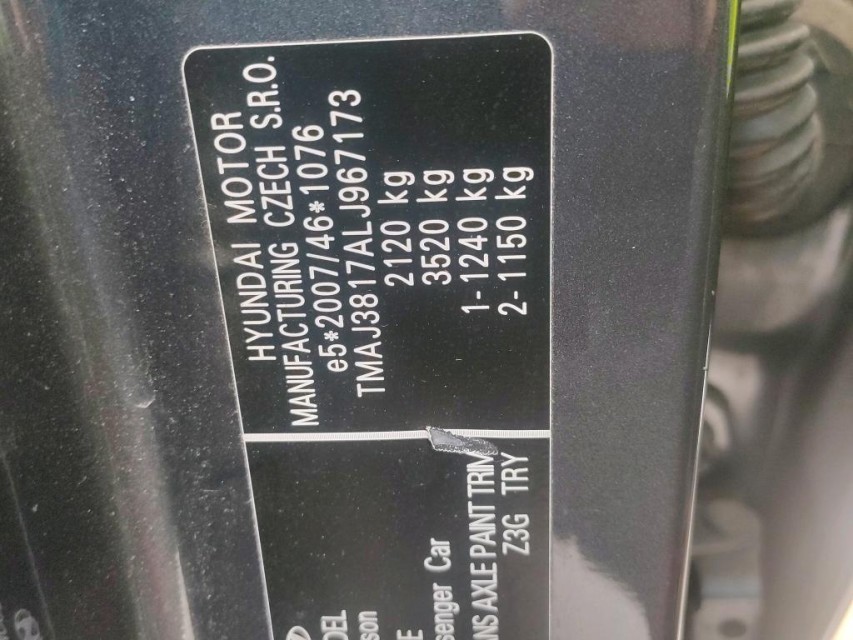 HYUNDAI MOTOR
MANUFACTURING CZECH S.R.O.
e5*2007/46*1076
TMAJ3817ALJ967173
2120 kg
3520 kg
1- 1240 kg
2- 1150 kg
Car
AXLE PAINT TRIM
Z3G TRY